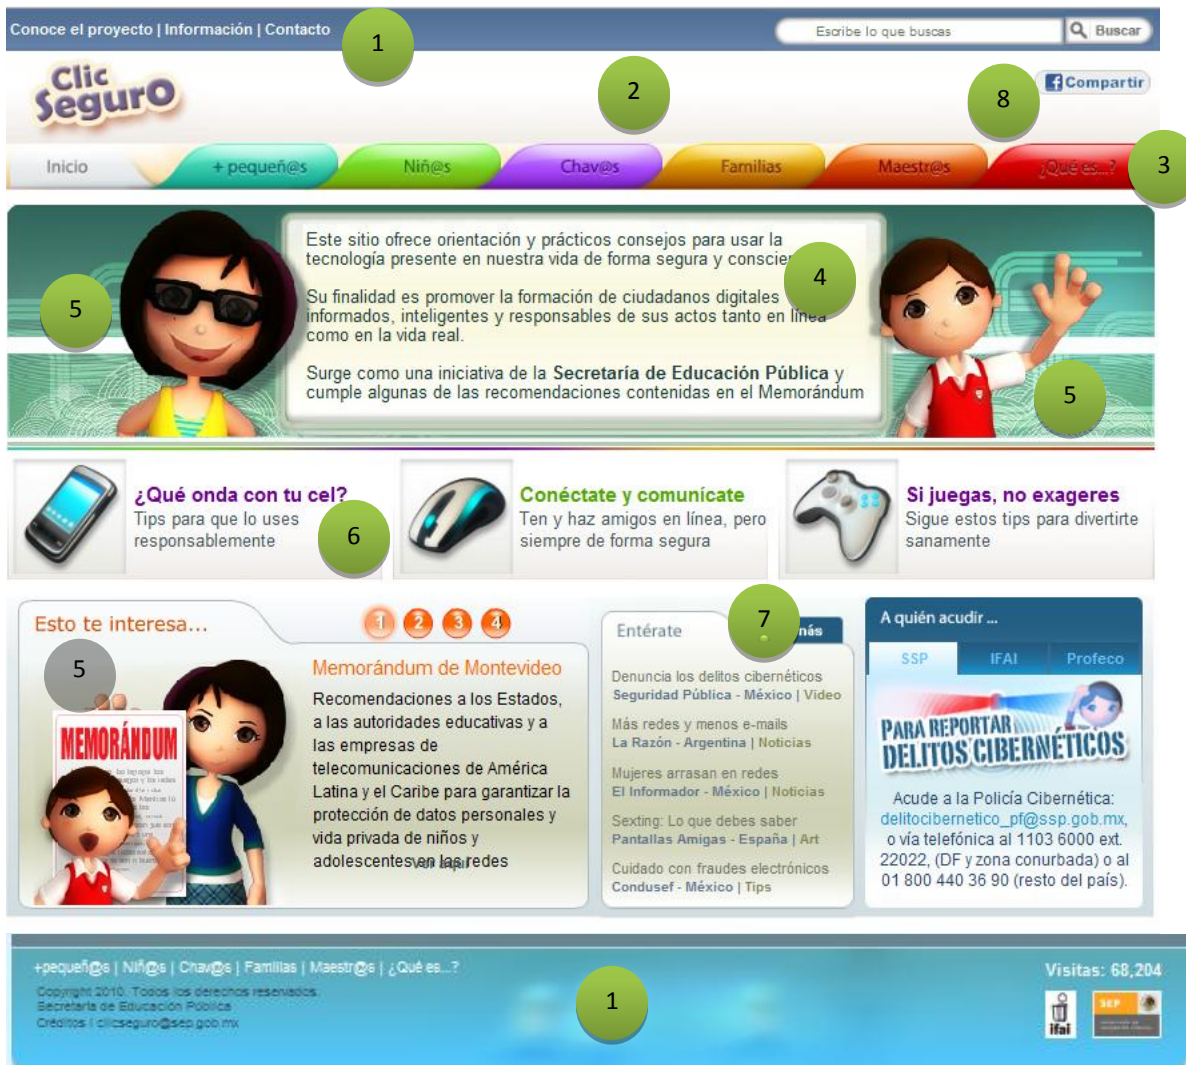 Conoce el proyecto | Información | Contacto
1
Escribe lo que buscas
Buscar
Clic
Seguro
2
8
Compartir
Inicio
+ pequeñ@s
Niñ@s
Chav@s
Familias
Maestr@s
¿Qué es...?
3
Este sitio ofrece orientación y prácticos consejos para usar la
tecnología presente en nuestra vida de forma segura y conscien
4
Su finalidad es promover la formación de ciudadanos digitales
informados, inteligentes y responsables de sus actos tanto en línea
como en la vida real.
Surge como una iniciativa de la Secretaría de Educación Pública y
cumple algunas de las recomendaciones contenidas en el Memorándum
5
5
¿Qué onda con tu cel?
Tips para que lo uses
responsablemente
6
Conéctate y comunícate
Ten y haz amigos en línea, pero
siempre de forma segura
Si juegas, no exageres
Sigue estos tips para divertirte
sanamente
Esto te interesa...
1 2 3 4
5
MEMORÁNDUM
Memorándum de Montevideo
Recomendaciones a los Estados,
a las autoridades educativas y a
las empresas de
telecomunicaciones de América
Latina y el Caribe para garantizar la
protección de datos personales y
vida privada de niños y
adolescentes en las redes
Ver aquí
Entérate
7
nás
Denuncia los delitos cibernéticos
Seguridad Pública - México | Video
Más redes y menos e-mails
La Razón - Argentina | Noticias
Mujeres arrasan en redes
El Informador - México | Noticias
Sexting: Lo que debes saber
Pantallas Amigas - España | Art
Cuidado con fraudes electrónicos
Condusef - México | Tips
A quién acudir ...
SSP
IFAI
Profeco
PARA REPORTAR
DELITOS CIBERNÉTICOS
Acude a la Policía Cibernética:
delitocibernetico_pf@ssp.gob.mx,
o vía telefónica al 1103 6000 ext.
22022, (DF y zona conurbada) o al
01 800 440 36 90 (resto del país).
+pequeñ@s | Niñ@s | Chav@s | Familias | Maestr@s | ¿Qué es...?
Copyright 2010. Todos los derechos reservados.
Secretaría de Educación Pública
Créditos | clicseguro@sep.gob.mx
1
Visitas: 68,204
ifai
SEP